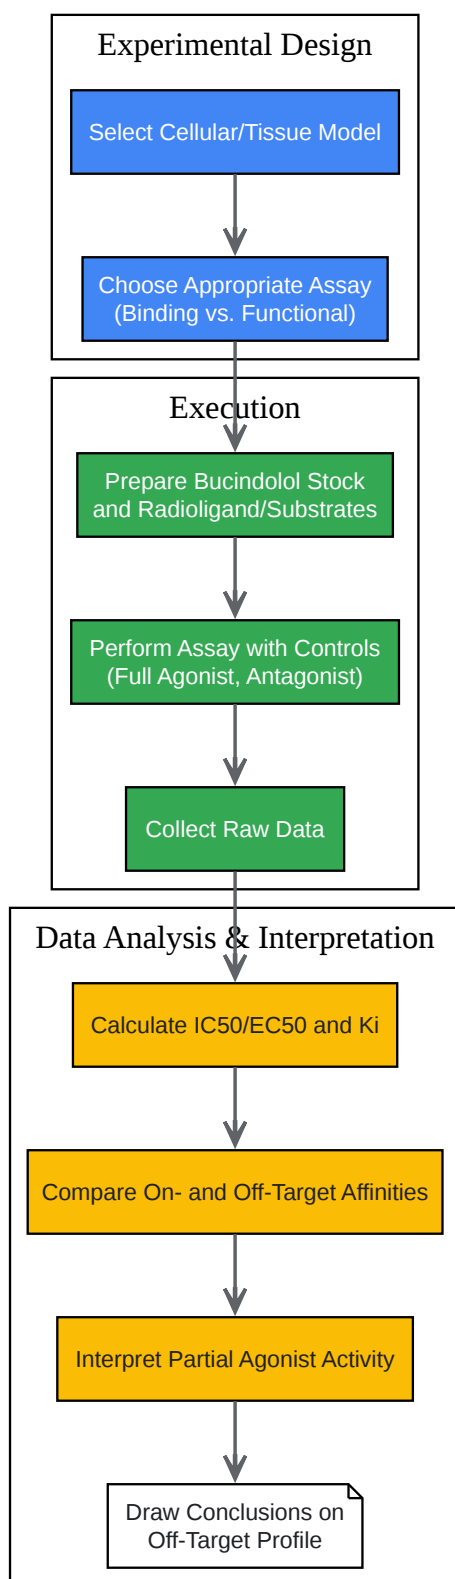 Experimental Design
Select Cellular/Tissue Model
Choose Appropriate Assay
(Binding vs. Functional)
Execution
Prepare Bucindolol Stock
and Radioligand/Substrates
Perform Assay with Controls
(Full Agonist, Antagonist)
Collect Raw Data
Data Analysis & Interpretation
Calculate IC50/EC50 and Ki
Compare On- and Off-Target Affinities
Interpret Partial Agonist Activity
Draw Conclusions on
Off-Target Profile